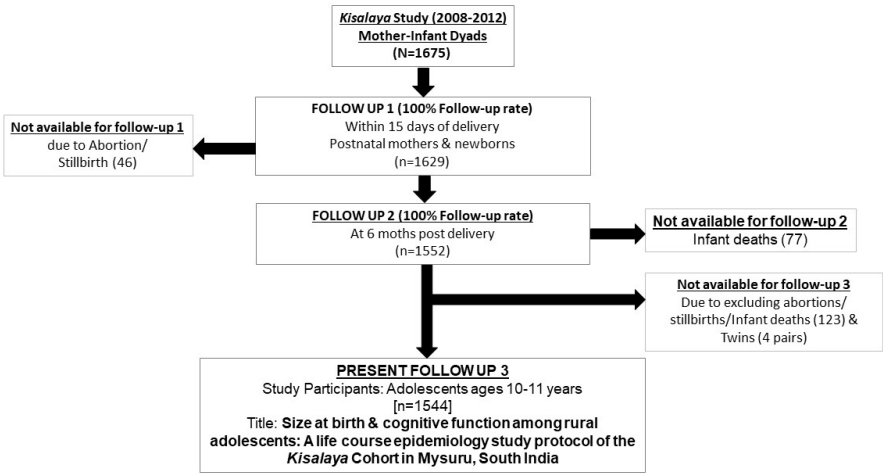 Kisalaya Study (2008-2012)
Mother-Infant Dyads
(N=1675)
FOLLOW UP 1 (100% Follow-up rate)
Within 15 days of delivery
Postnatal mothers & newborns
(n=1629)
Not available for follow-up 1
due to Abortion/
Stillbirth (46)
FOLLOW UP 2 (100% Follow-up rate)
At 6 moths post delivery
(n=1552)
Not available for follow-up 2
Infant deaths (77)
Not available for follow-up 3
Due to excluding abortions/
stillbirths/Infant deaths (123) &
Twins (4 pairs)
PRESENT FOLLOW UP 3
Study Participants: Adolescents ages 10-11 years
[n=1544]
Title: Size at birth & cognitive function among rural
adolescents: A life course epidemiology study protocol of the
Kisalaya Cohort in Mysuru, South India